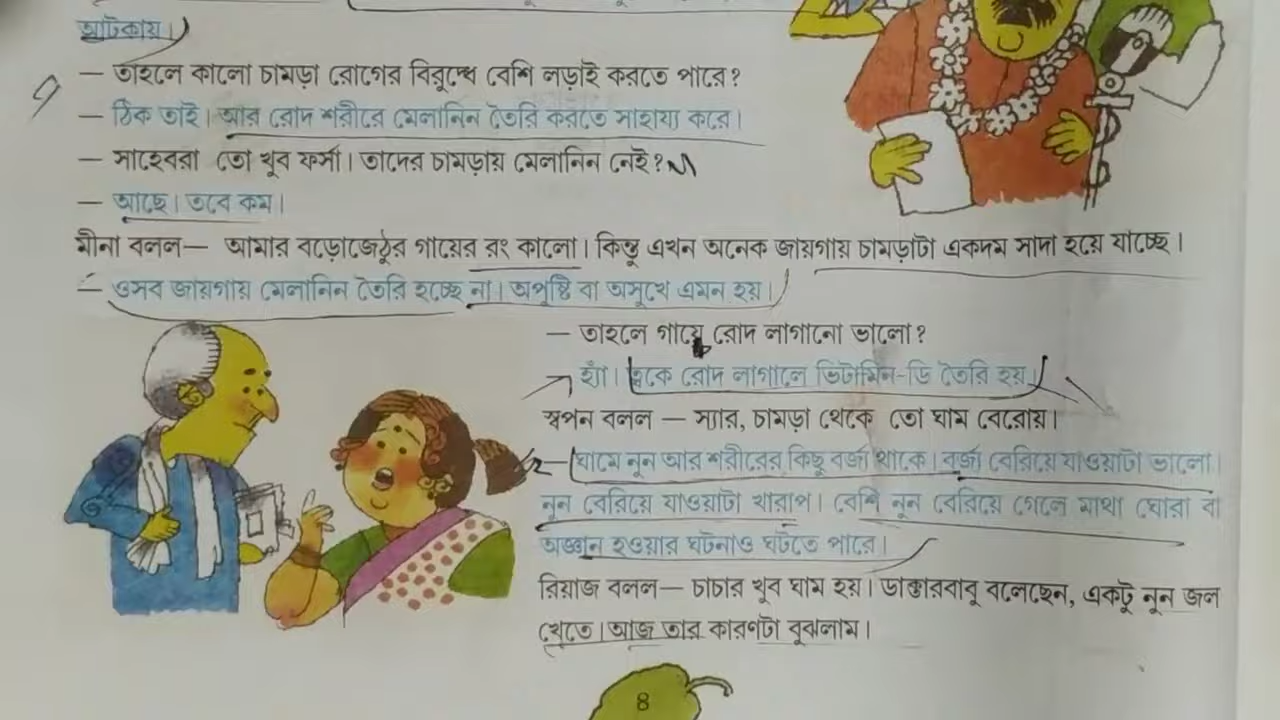 আটকায়।
— তাহলে কালো চামড়া রোগের বিরুদ্ধে বেশি লড়াই করতে পারে?
— ঠিক তাই। আর রোদ শরীরে মেলানিন তৈরি করতে সাহায্য করে।
— সাহেবরা তো খুব ফর্সা। তাদের চামড়ায় মেলানিন নেই?
— আছে। তবে কম।
মীনা বলল— আমার বড়োজেঠুর গায়ের রং কালো। কিন্তু এখন অনেক জায়গায় চামড়াটা একদম সাদা হয়ে যাচ্ছে।
— ওসব জায়গায় মেলানিন তৈরি হচ্ছে না। অপুষ্টি বা অসুখে এমন হয়।
— তাহলে গায়ে রোদ লাগানো ভালো?
— হ্যাঁ। ত্বকে রোদ লাগালে ভিটামিন-ডি তৈরি হয়।
স্বপন বলল — স্যার, চামড়া থেকে তো ঘাম বেরোয়।
— ঘামে নুন আর শরীরের কিছু বর্জ্য থাকে। বর্জ্য বেরিয়ে যাওয়াটা ভালো।
নুন বেরিয়ে যাওয়াটা খারাপ। বেশি নুন বেরিয়ে গেলে মাথা ঘোরা বা
অজ্ঞান হওয়ার ঘটনাও ঘটতে পারে।
রিয়াজ বলল— চাচার খুব ঘাম হয়। ডাক্তারবাবু বলেছেন, একটু নুন জল
খেতে। আজ তার কারণটা বুঝলাম।
৪